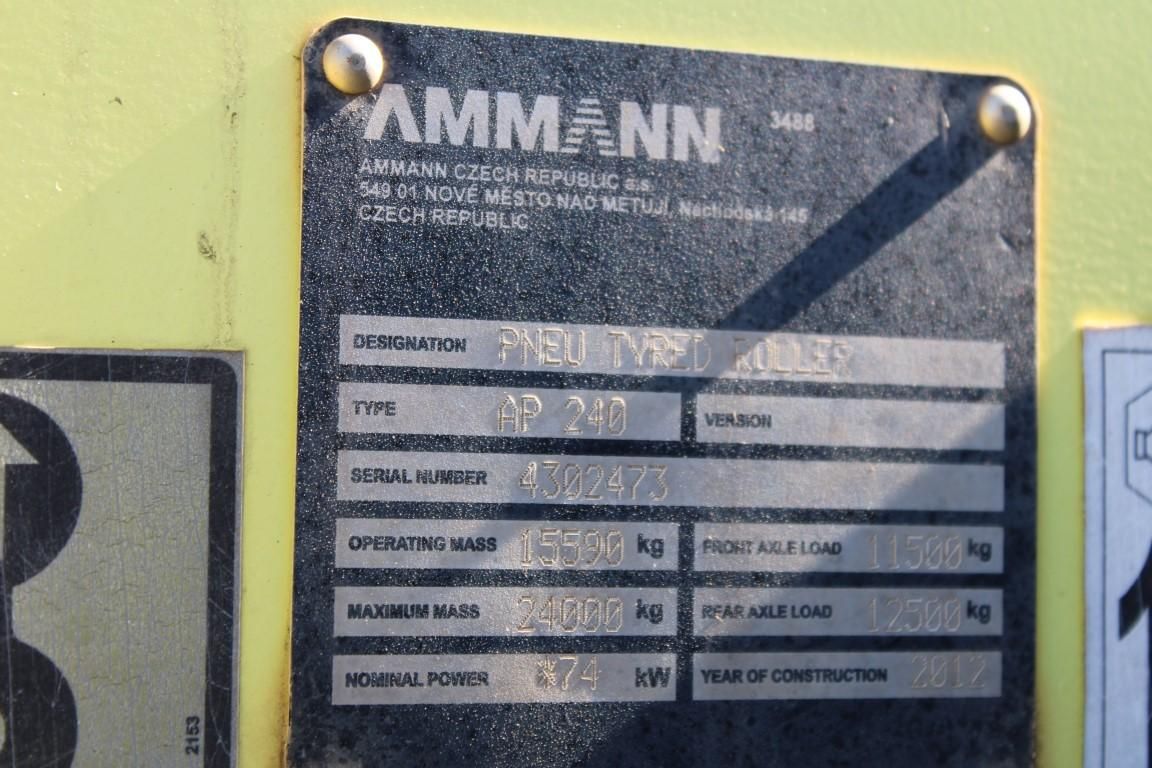 AMMANN 3488
AMMANN CZECH REPUBLIC a.s.
549 01 NOVÉ MĚSTO NAD METUJÍ, Náchodská 145
CZECH REPUBLIC
DESIGNATION PNEU TYRED ROLLER
TYPE AP 240 VERSION
SERIAL NUMBER 4302473
OPERATING MASS 15590 kg FRONT AXLE LOAD 11500 kg
MAXIMUM MASS 24000 kg REAR AXLE LOAD 12500 kg
NOMINAL POWER *74 kW YEAR OF CONSTRUCTION 2012
2153